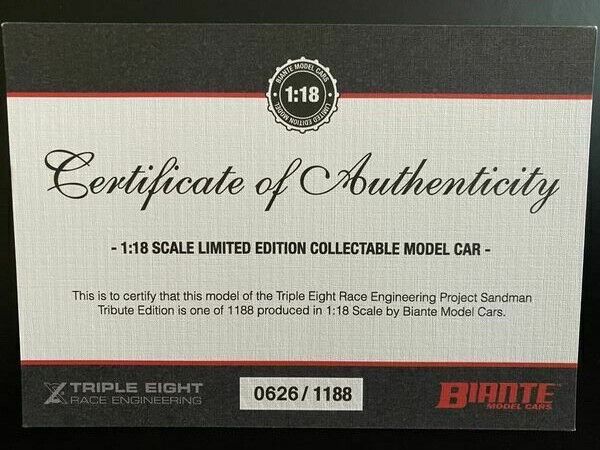 BIANTE MODEL CARS
1:18
LIMITED EDITION MODEL
Certificate of Authenticity
- 1:18 SCALE LIMITED EDITION COLLECTABLE MODEL CAR -
This is to certify that this model of the Triple Eight Race Engineering Project Sandman
Tribute Edition is one of 1188 produced in 1:18 Scale by Biante Model Cars.
TRIPLE EIGHT
RACE ENGINEERING
0626 / 1188
BIANTE™
MODEL CARS